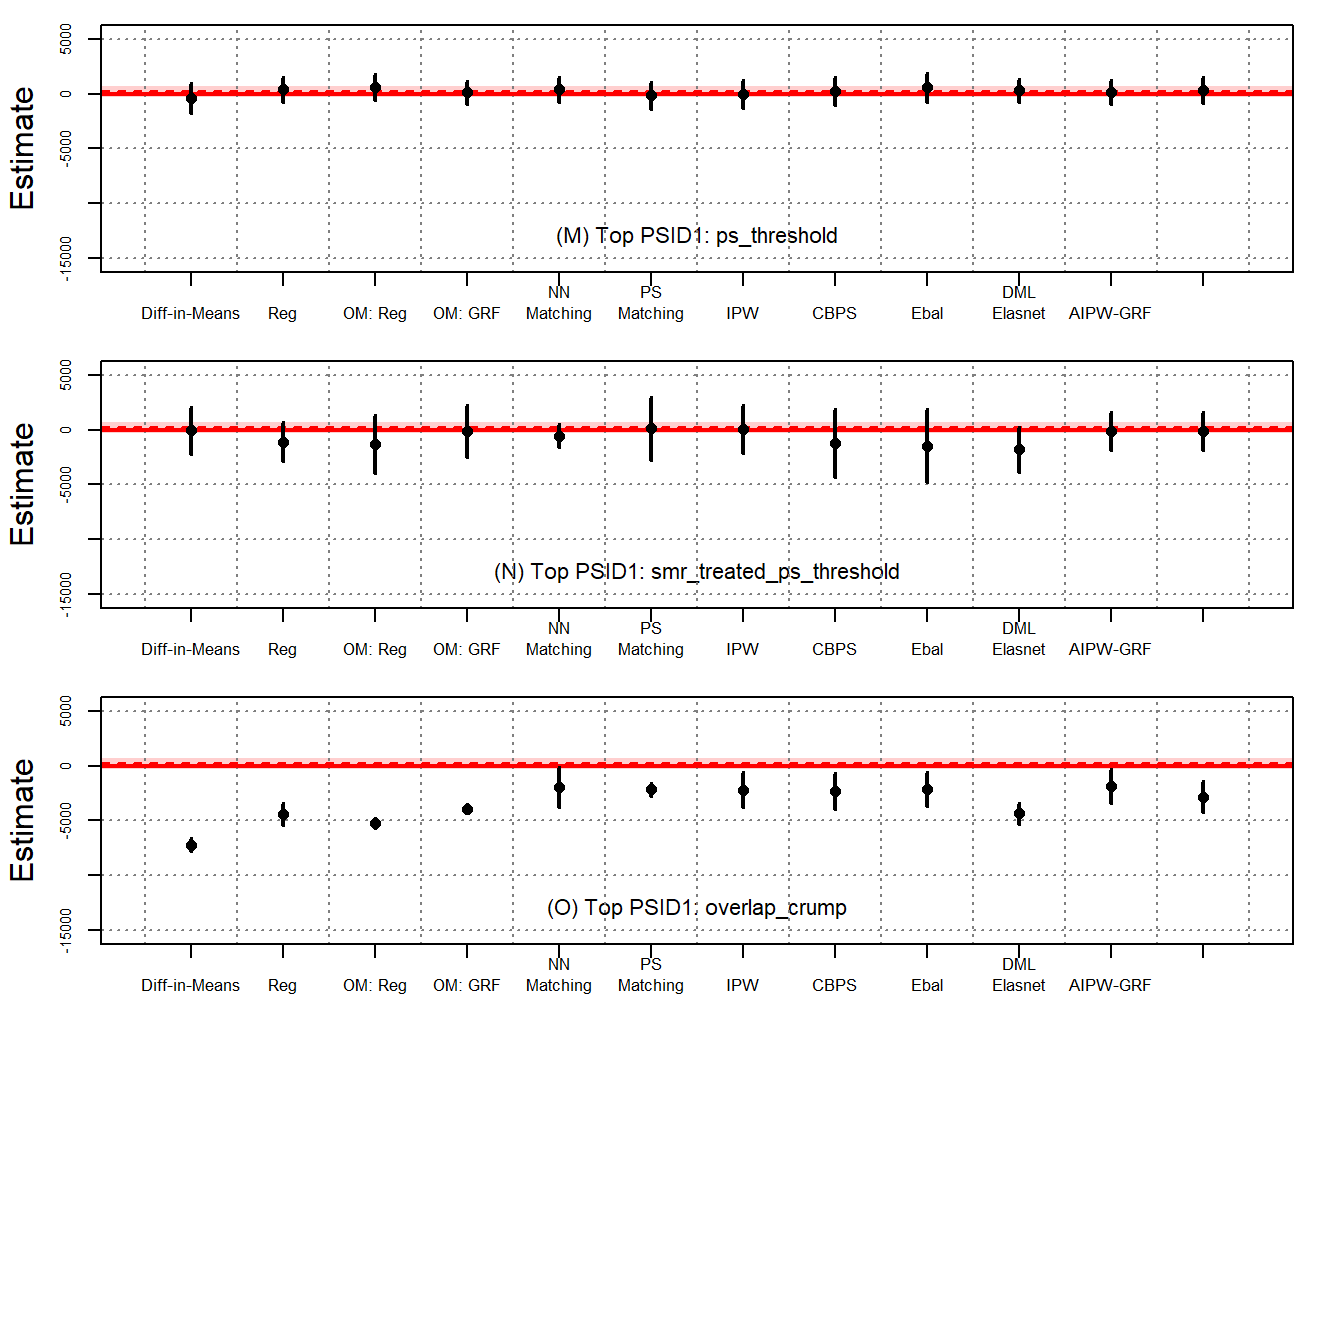 Estimate
5000
0
-5000
-15000
(M) Top PSID1: ps_threshold
Diff-in-Means
Reg
OM: Reg
OM: GRF
NN
Matching
PS
Matching
IPW
CBPS
Ebal
DML
Elasnet
AIPW-GRF
Estimate
5000
0
-5000
-15000
(N) Top PSID1: smr_treated_ps_threshold
Diff-in-Means
Reg
OM: Reg
OM: GRF
NN
Matching
PS
Matching
IPW
CBPS
Ebal
DML
Elasnet
AIPW-GRF
Estimate
5000
0
-5000
-15000
(O) Top PSID1: overlap_crump
Diff-in-Means
Reg
OM: Reg
OM: GRF
NN
Matching
PS
Matching
IPW
CBPS
Ebal
DML
Elasnet
AIPW-GRF